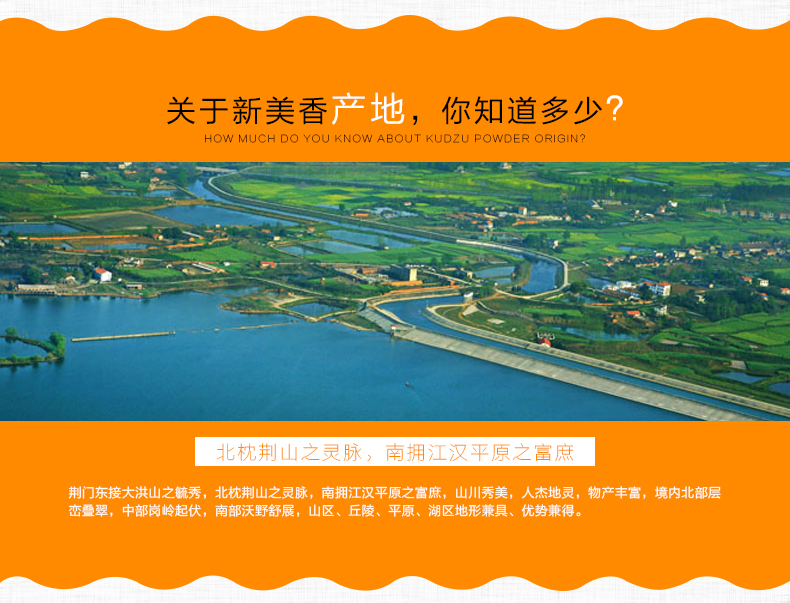 关于新美香产地，你知道多少?
HOW MUCH DO YOU KNOW ABOUT KUDZU POWDER ORIGIN?
北枕荆山之灵脉，南拥江汉平原之富庶
荆门东接大洪山之毓秀，北枕荆山之灵脉，南拥江汉平原之富庶，山川秀美，人杰地灵，物产丰富，境内北部层
峦叠翠，中部岗岭起伏，南部沃野舒展，山区、丘陵、平原、湖区地形兼具、优势兼得。